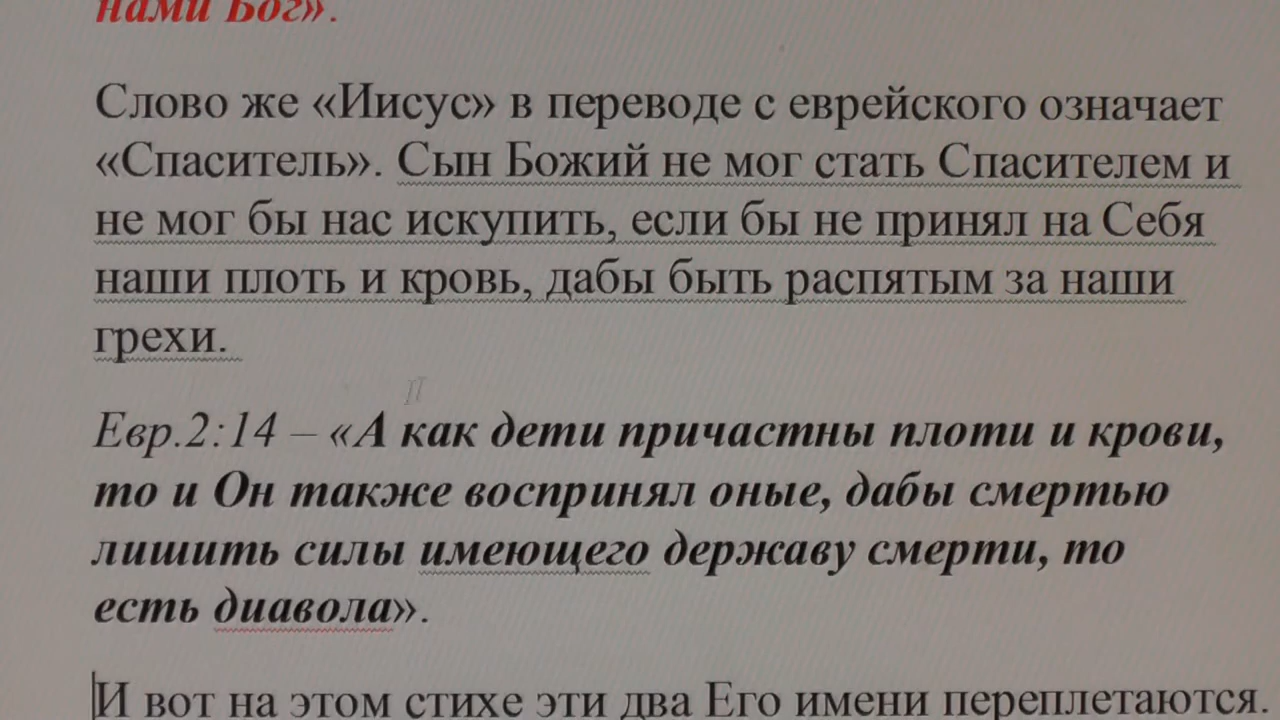 нами Бог».
Слово же «Иисус» в переводе с еврейского означает
«Спаситель». Сын Божий не мог стать Спасителем и
не мог бы нас искупить, если бы не принял на Себя
наши плоть и кровь, дабы быть распятым за наши
грехи.
Евр.2:14 – «А как дети причастны плоти и крови,
то и Он также воспринял оные, дабы смертью
лишить силы имеющего державу смерти, то
есть диавола».
И вот на этом стихе эти два Его имени переплетаются.